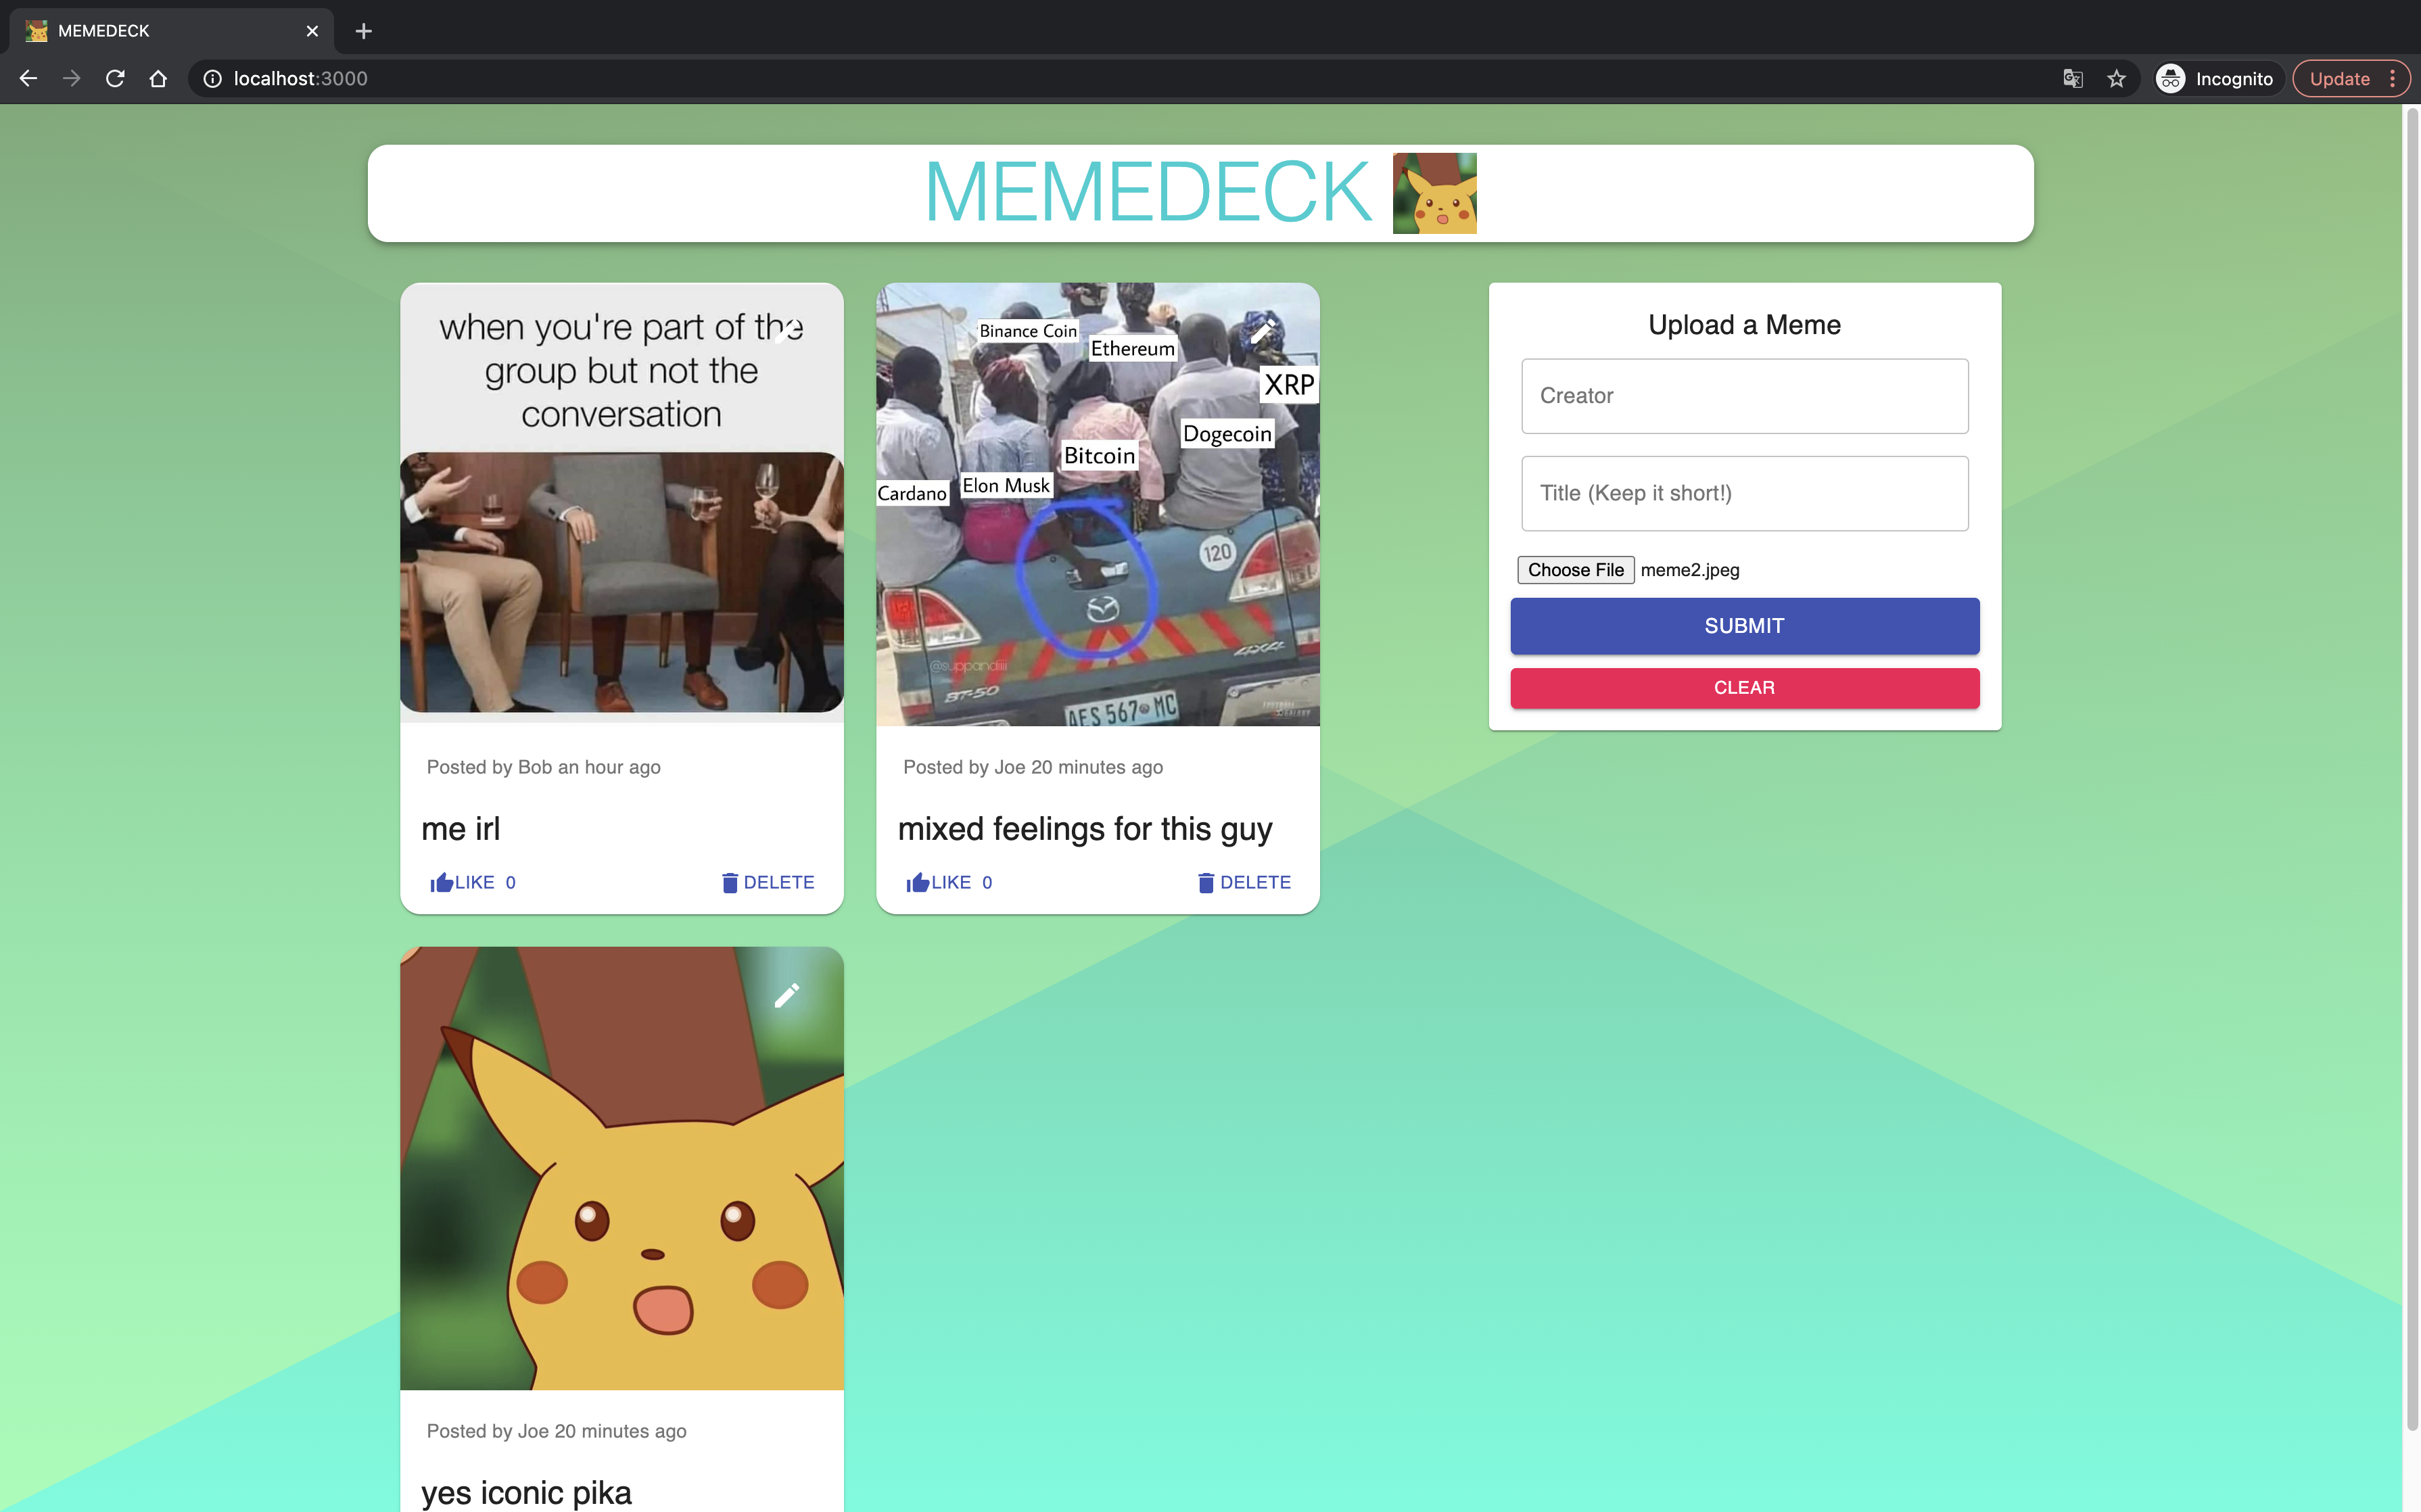 MEMEDECK
localhost:3000
Incognito
Update
MEMEDECK
when you're part of the
group but not the
conversation
Posted by Bob an hour ago
me irl
LIKE 0
DELETE
Binance Coin
Ethereum
XRP
Dogecoin
Bitcoin
Elon Musk
Cardano
120
@suppandiiii
4x4
BT-50
AES 567 MC
Posted by Joe 20 minutes ago
mixed feelings for this guy
LIKE 0
DELETE
Upload a Meme
Creator
Title (Keep it short!)
Choose File meme2.jpeg
SUBMIT
CLEAR
Posted by Joe 20 minutes ago
yes iconic pika